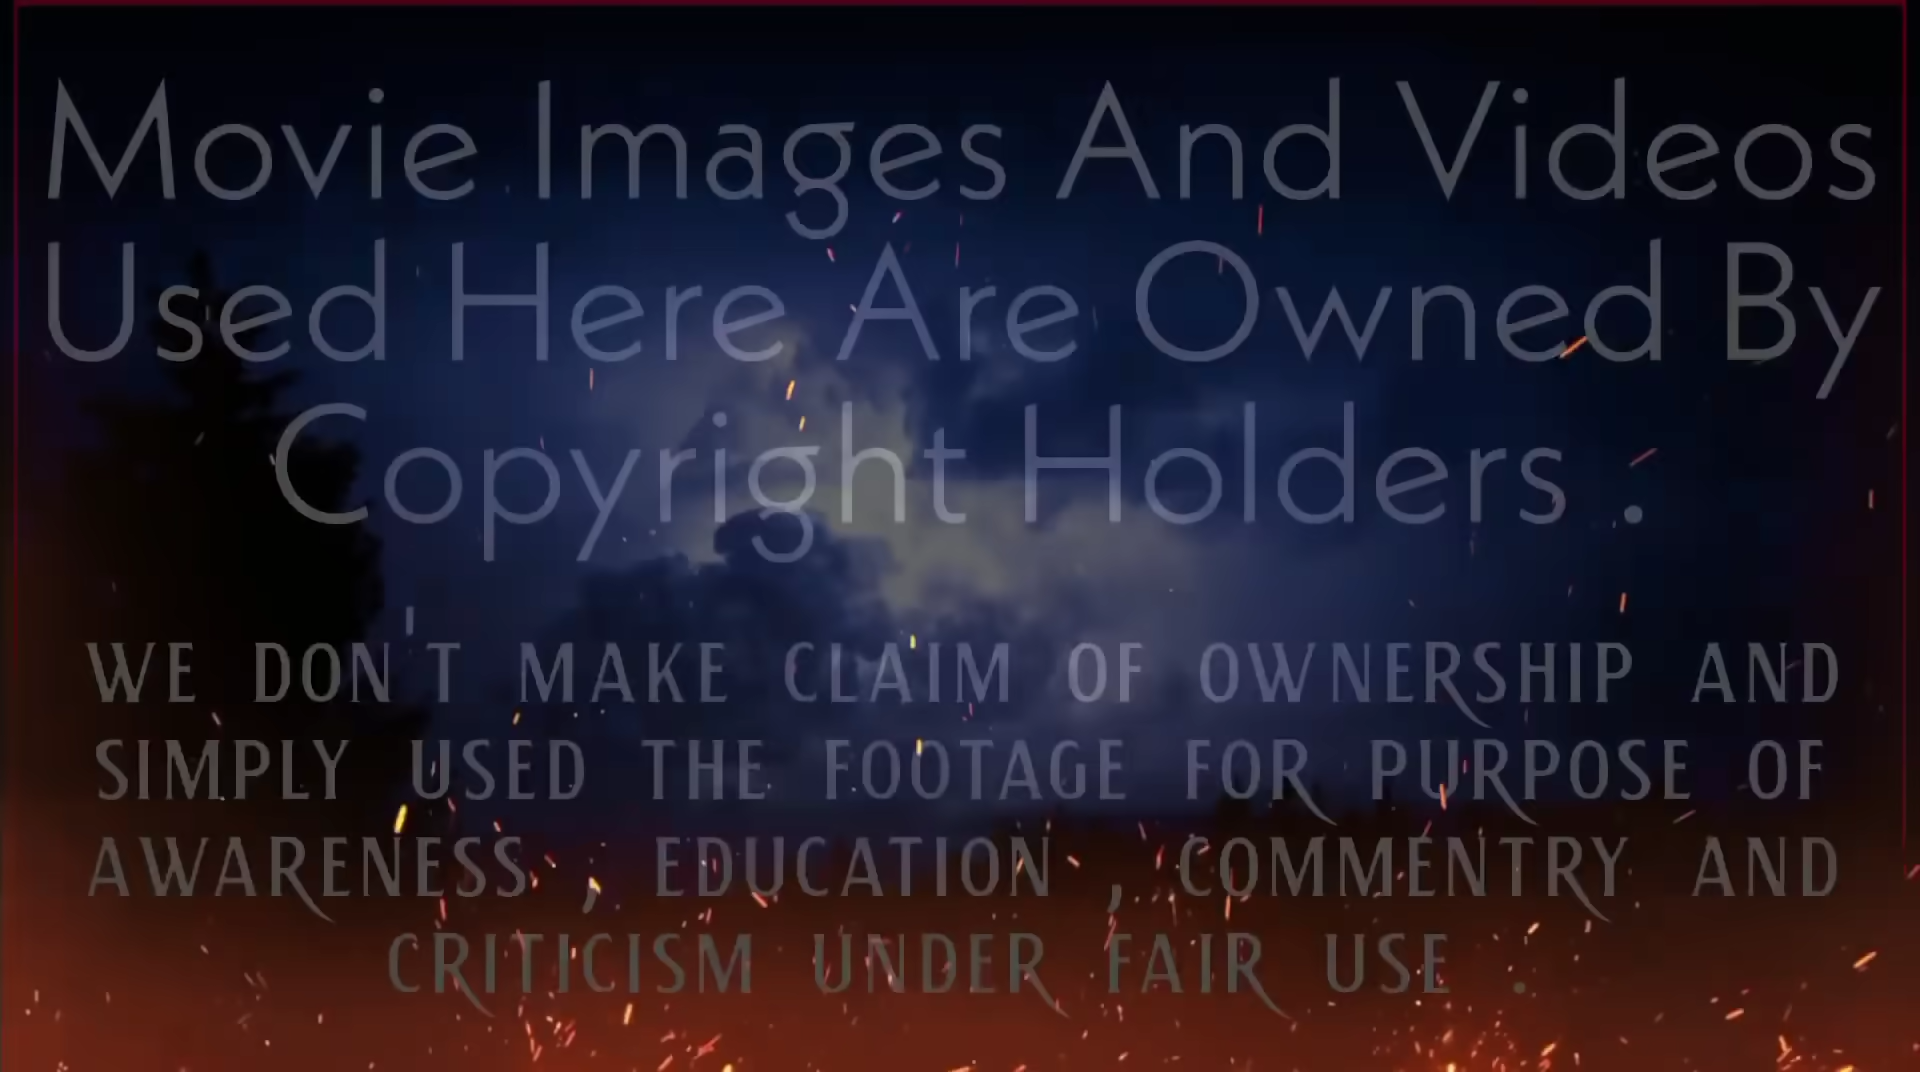 Movie Images And Videos
Used Here Are Owned By
Copyright Holders .
WE DON'T MAKE CLAIM OF OWNERSHIP AND
SIMPLY USED THE FOOTAGE FOR PURPOSE OF
AWARENESS , EDUCATION , COMMENTRY AND
CRITICISM UNDER FAIR USE .